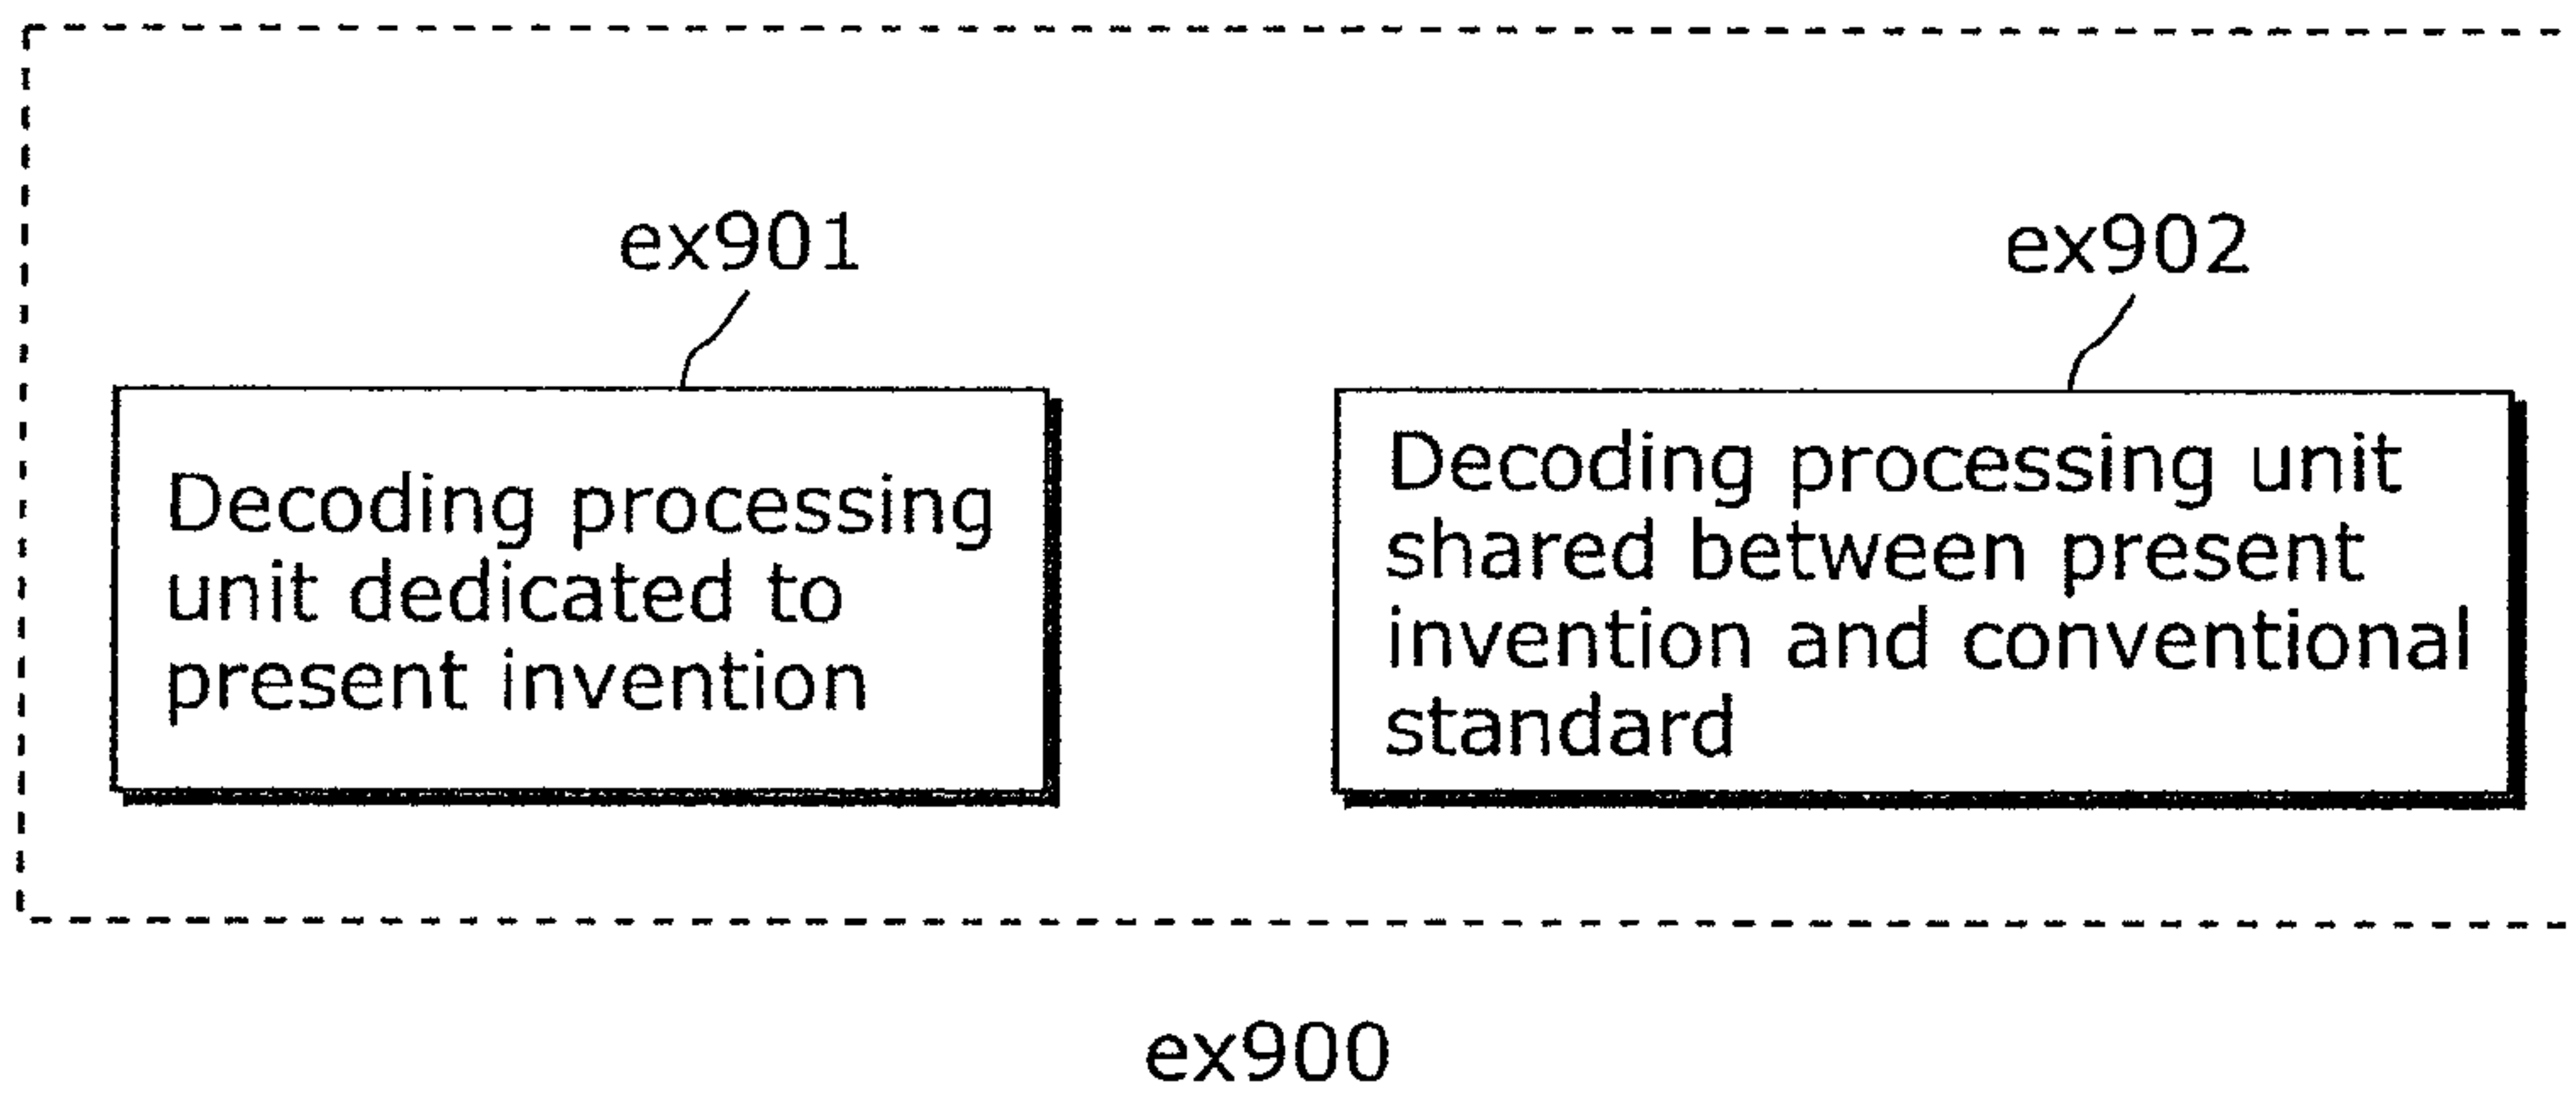 ex901
ex902
Decoding processing
unit dedicated to
present invention
Decoding processing unit
shared between present
invention and conventional
standard
ex900